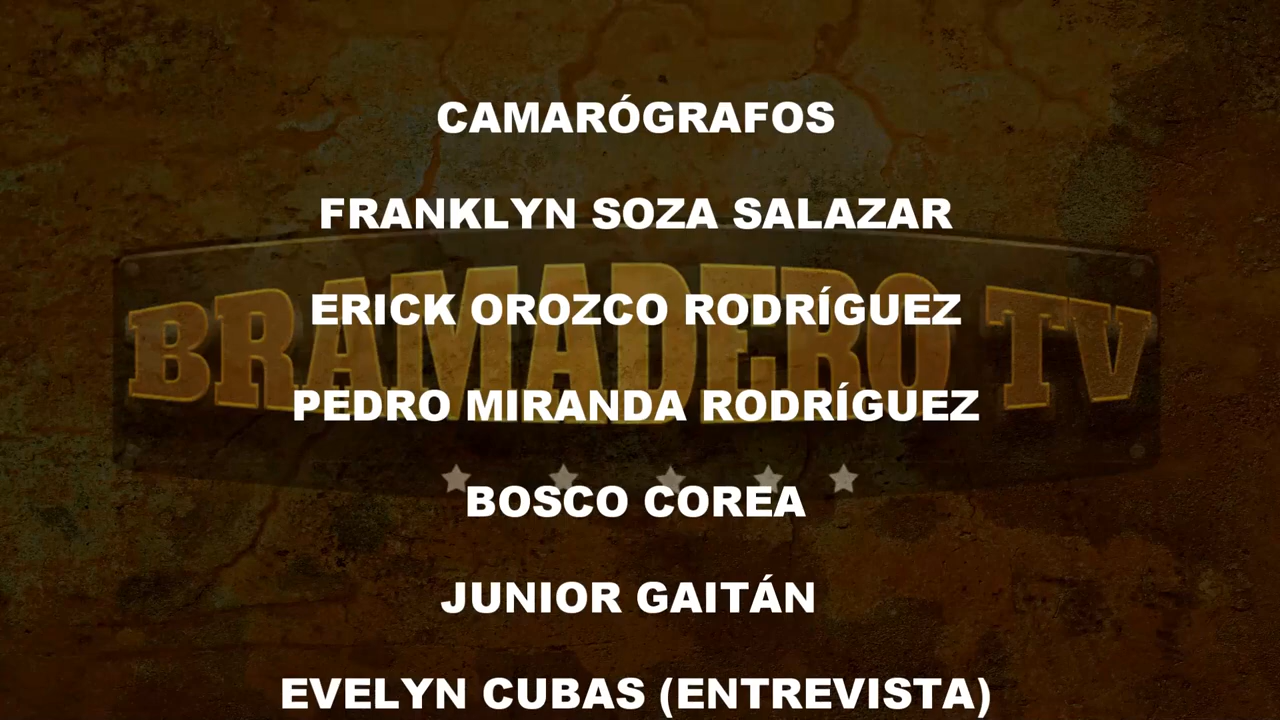 CAMARÓGRAFOS
FRANKLYN SOZA SALAZAR
BRAMADERO TV
ERICK OROZCO RODRÍGUEZ
PEDRO MIRANDA RODRÍGUEZ
BOSCO COREA
JUNIOR GAITÁN
EVELYN CUBAS (ENTREVISTA)